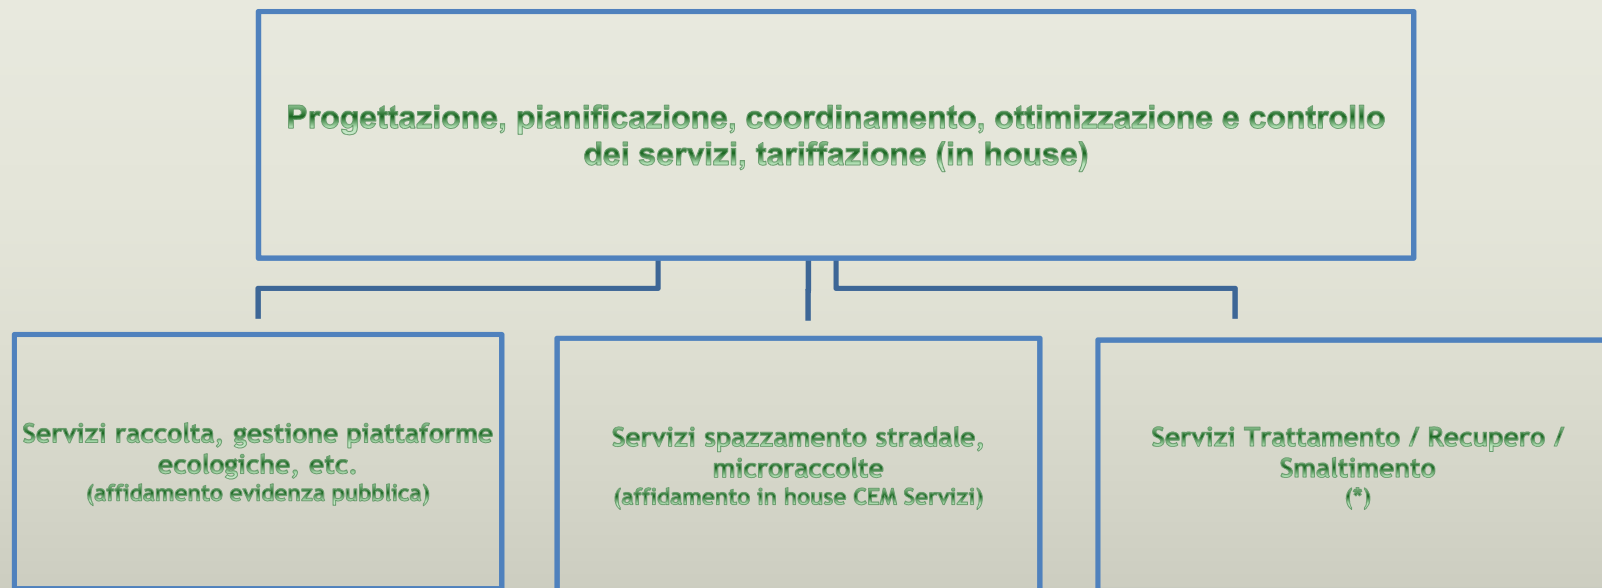 Progettazione, pianificazione, coordinamento, ottimizzazione e controllo
dei servizi, tariffazione (in house)
Servizi raccolta, gestione piattaforme
ecologiche, etc.
(affidamento evidenza pubblica)
Servizi spazzamento stradale,
microraccolte
(affidamento in house CEM Servizi)
Servizi Trattamento / Recupero /
Smaltimento
(*)